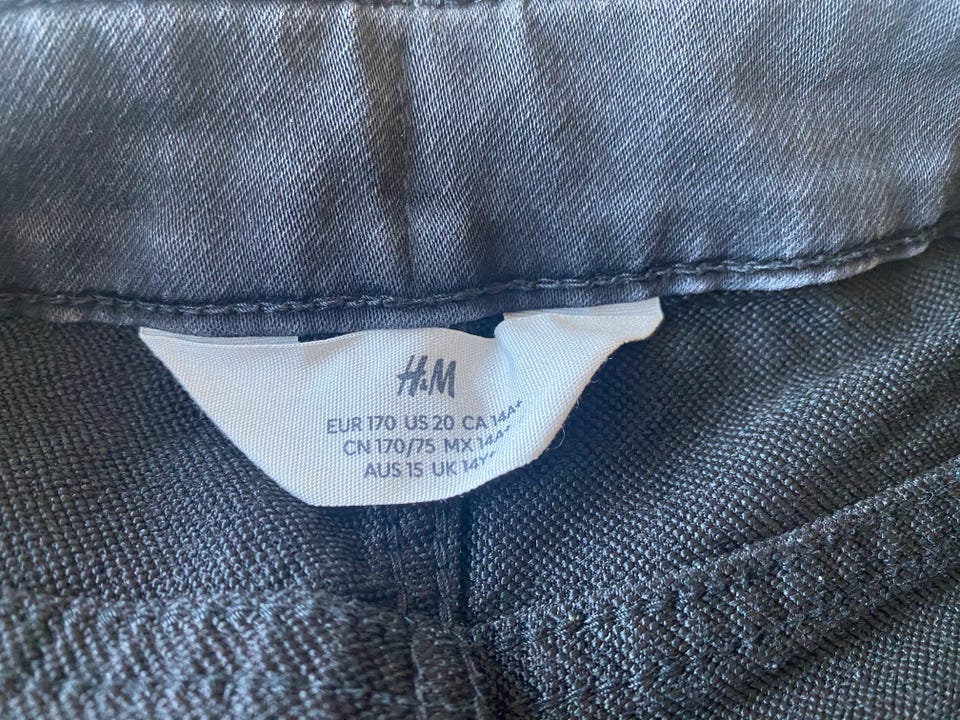 H&M
EUR 170 US 20 CA 14A+
CN 170/75 MX 14A+
AUS 15 UK 14Y+